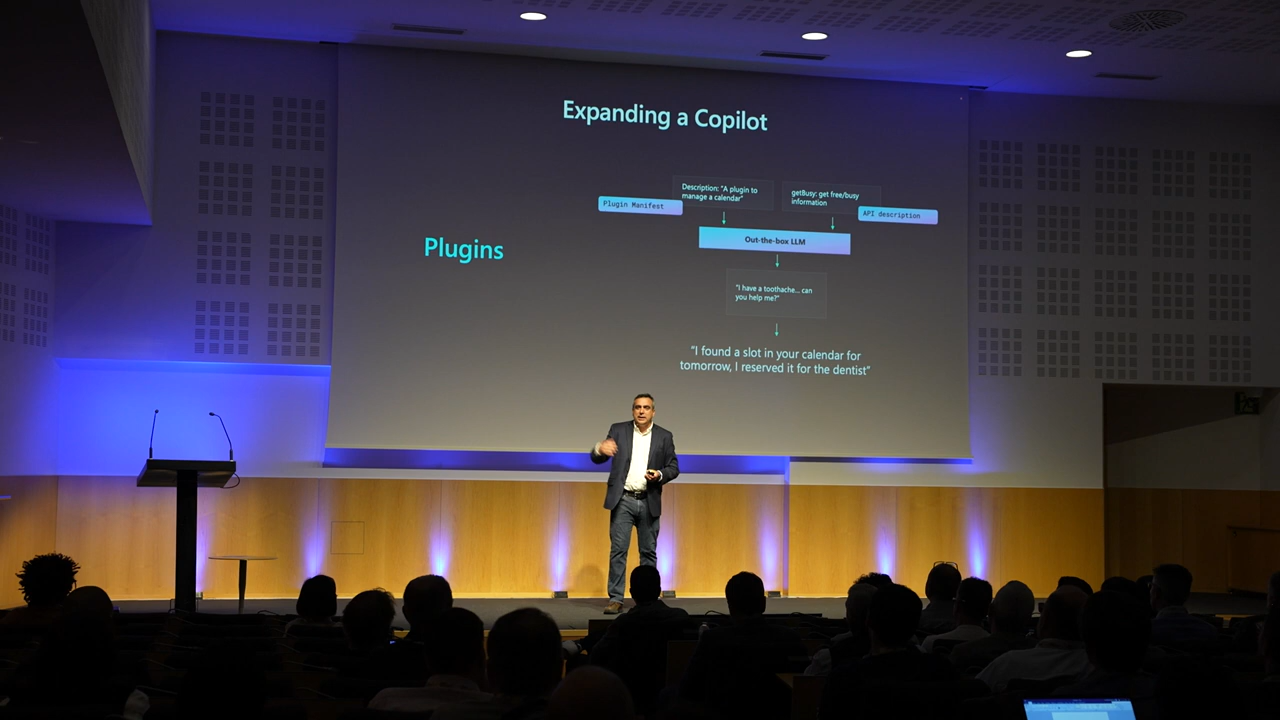 Expanding a Copilot
Plugins
Description: "A plugin to
manage a calendar"
Plugin Manifest
getBusy: get free/busy
information
API description
Out-the-box LLM
"I have a toothache... can
you help me?"
"I found a slot in your calendar for
tomorrow, I reserved it for the dentist"